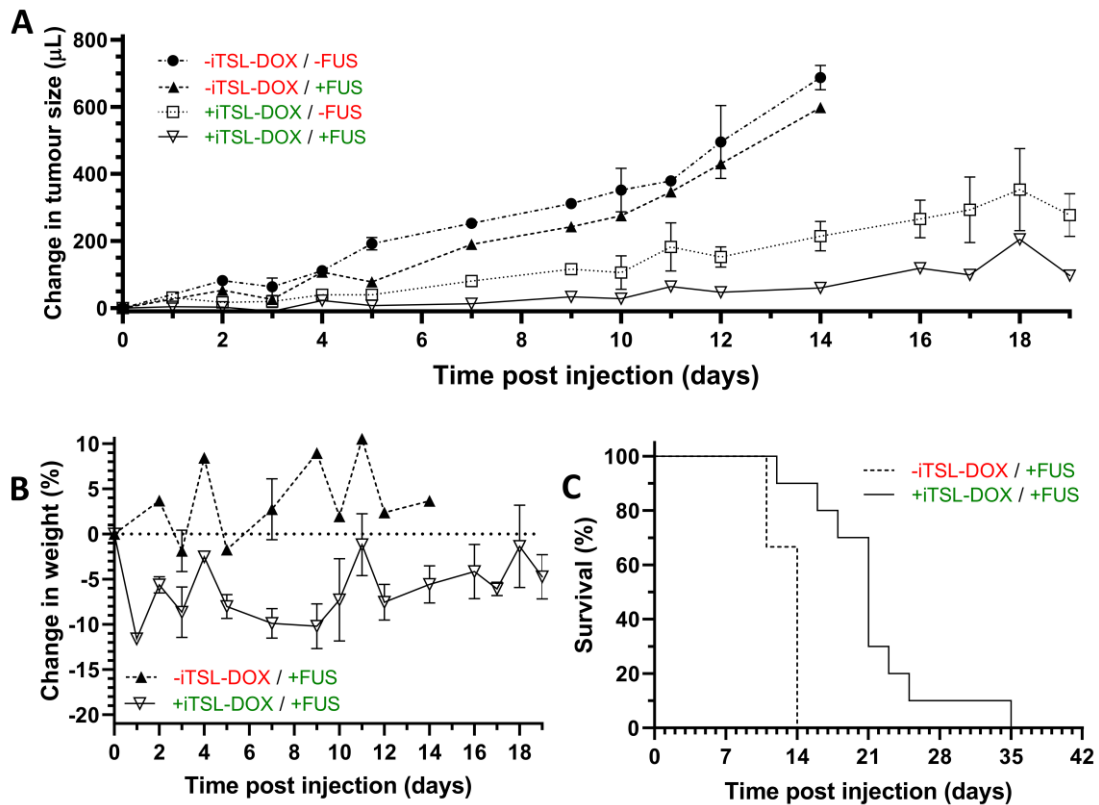 A
Change in tumour size (μL)
800
600
400
200
0
-iTSL-DOX / -FUS
-iTSL-DOX / +FUS
+iTSL-DOX / -FUS
+iTSL-DOX / +FUS
0 2 4 6 8 10 12 14 16 18
Time post injection (days)
B
Change in weight (%)
10
5
0
-5
-10
-15
-20
-iTSL-DOX / +FUS
+iTSL-DOX / +FUS
0 2 4 6 8 10 12 14 16 18
Time post injection (days)
C
Survival (%)
100
80
60
40
20
0
-iTSL-DOX / +FUS
+iTSL-DOX / +FUS
0 7 14 21 28 35 42
Time post injection (days)